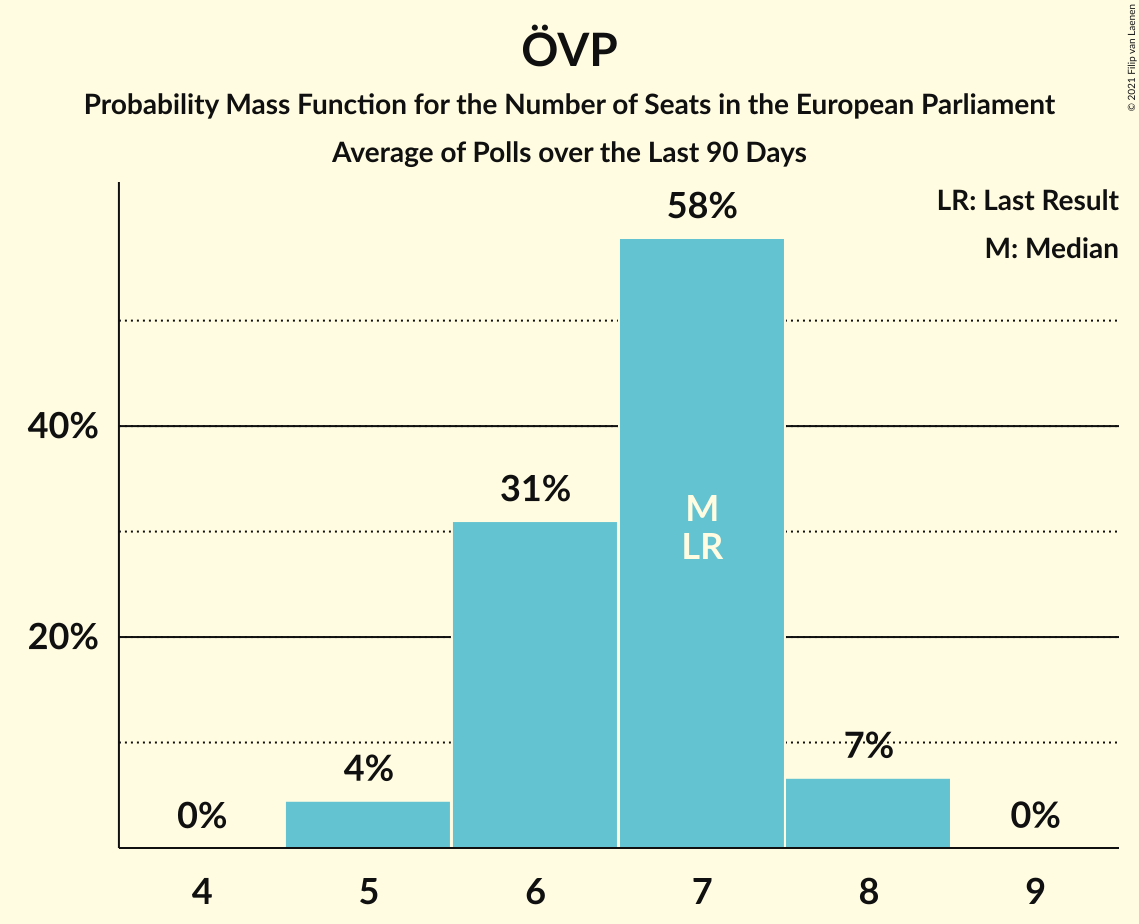 ÖVP
Probability Mass Function for the Number of Seats in the European Parliament
Average of Polls over the Last 90 Days
© 2021 Filip van Laenen
LR: Last Result
M: Median
58%
40%
31%
M
LR
20%
7%
4%
0%
0%
4 5 6 7 8 9